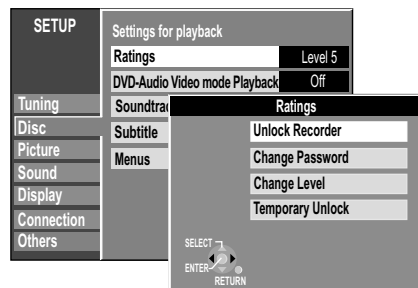 SETUP
Settings for playback
Ratings Level 5
DVD-Audio Video mode Playback Off
Tuning
Disc
Picture
Sound
Display
Connection
Others
Subtitle
Menus
Ratings
Unlock Recorder
Change Password
Change Level
Temporary Unlock
SELECT
ENTER
RETURN